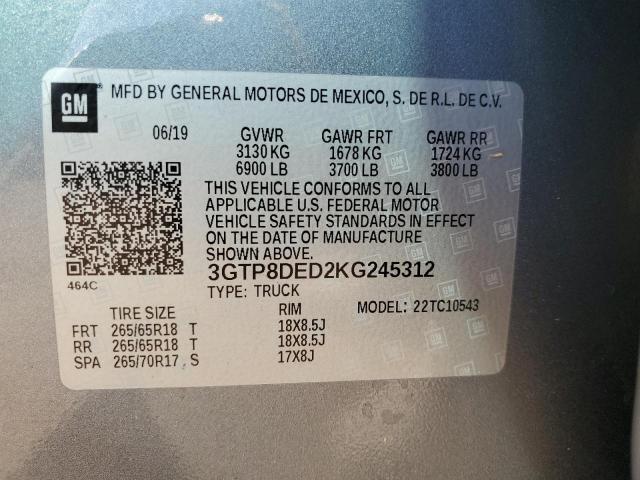 GM ® MFD BY GENERAL MOTORS DE MEXICO, S. DE R.L. DE C.V.
06/19 GVWR GAWR FRT GAWR RR
3130 KG 1678 KG 1724 KG
6900 LB 3700 LB 3800 LB
THIS VEHICLE CONFORMS TO ALL
APPLICABLE U.S. FEDERAL MOTOR
VEHICLE SAFETY STANDARDS IN EFFECT
ON THE DATE OF MANUFACTURE
SHOWN ABOVE.
464C
3GTP8DED2KG245312
TYPE: TRUCK MODEL: 22TC10543
TIRE SIZE RIM
FRT 265/65R18 T 18X8.5J
RR 265/65R18 T 18X8.5J
SPA 265/70R17 S 17X8J